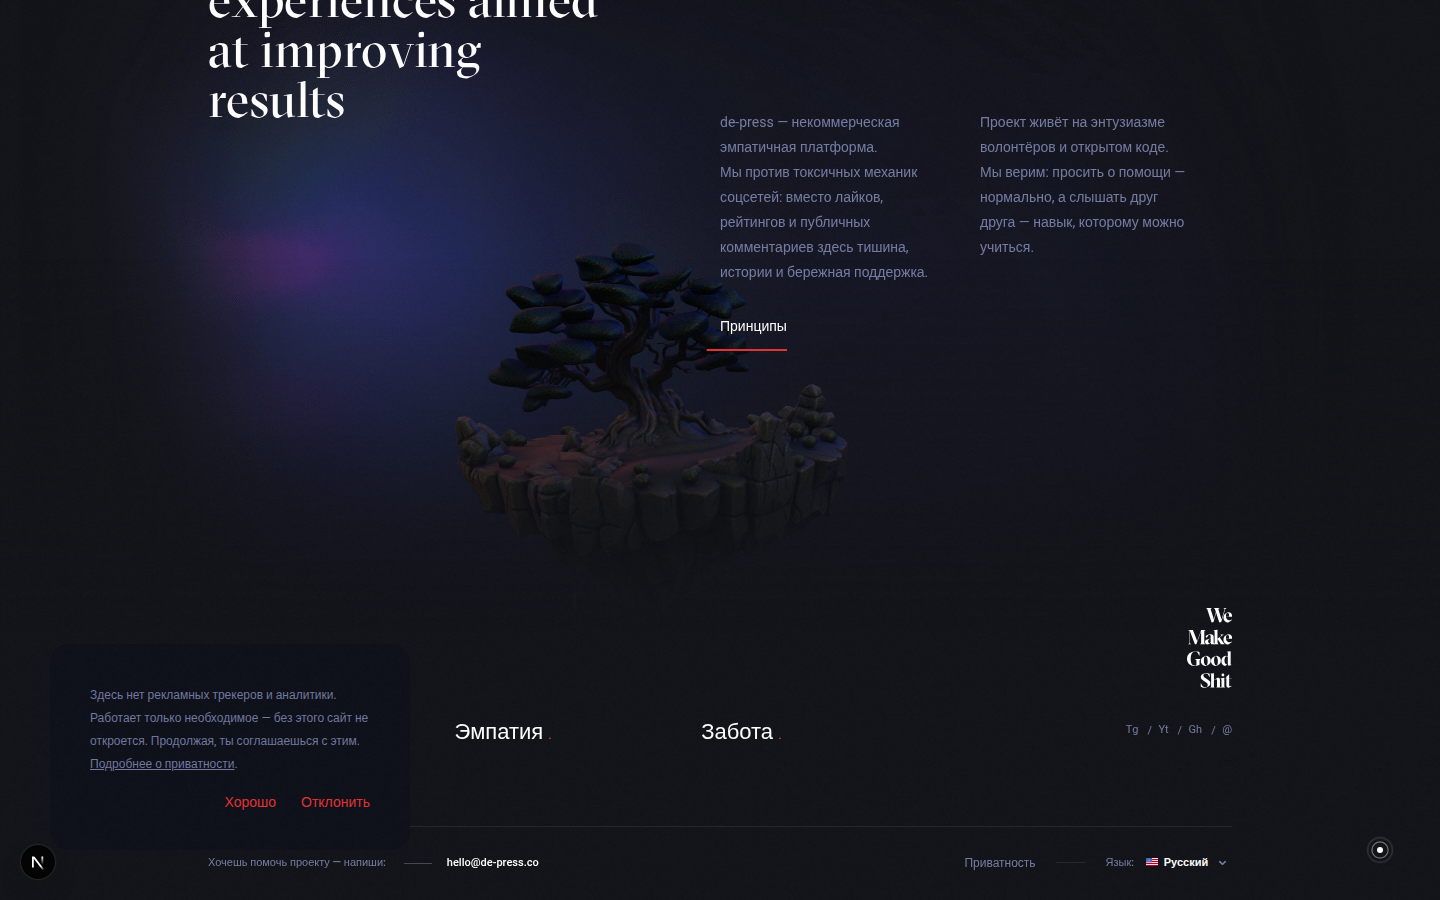 experiences aimed
at improving
results
de-press — некоммерческая
эмпатичная платформа.
Мы против токсичных механик
соцсетей: вместо лайков,
рейтингов и публичных
комментариев здесь тишина,
истории и бережная поддержка.
Проект живёт на энтузиазме
волонтёров и открытом коде.
Мы верим: просить о помощи —
нормально, а слышать друг
друга — навык, которому можно
учиться.
Принципы
We
Make
Good
Shit
Здесь нет рекламных трекеров и аналитики.
Работает только необходимое — без этого сайт не
откроется. Продолжая, ты соглашаешься с этим.
Подробнее о приватности.
Хорошо Отклонить
Эмпатия .
Забота .
Tg / Yt / Gh / @
N
Хочешь помочь проекту — напиши: hello@de-press.co
Приватность
Язык: Русский